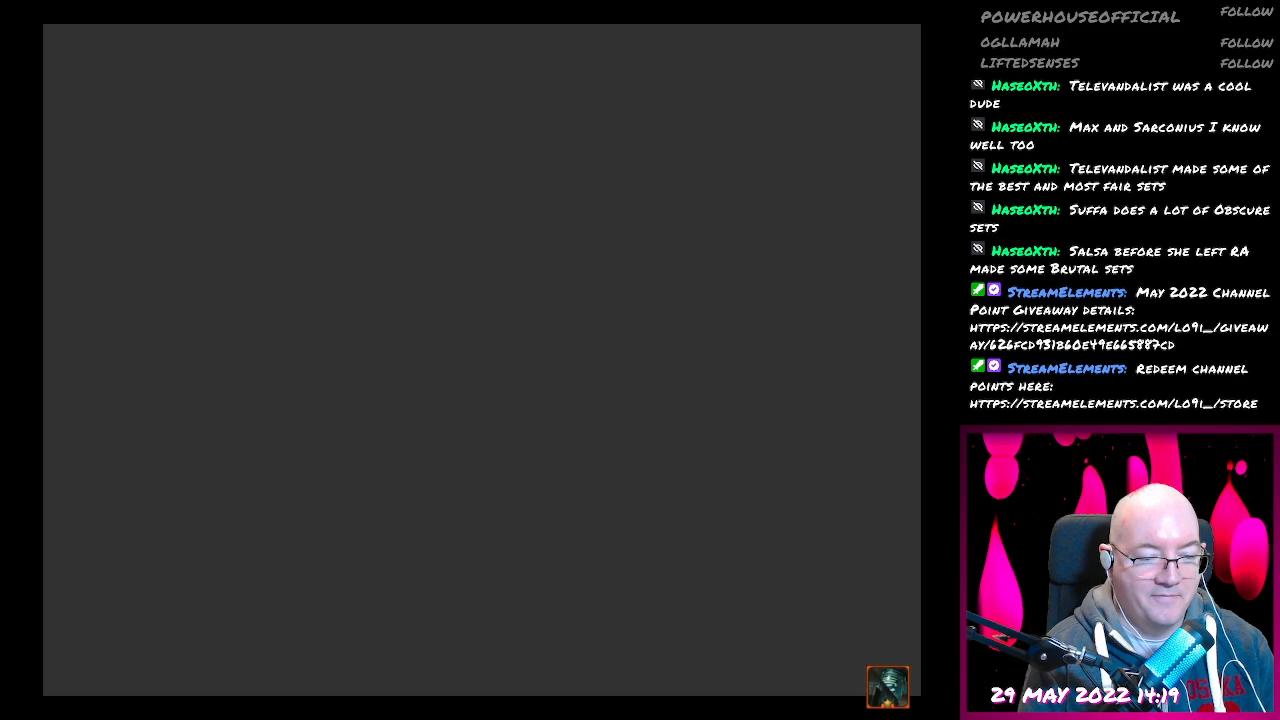 POWERHOUSEOFFICIAL FOLLOW
OGLLAMAH FOLLOW
LIFTEDSENSES FOLLOW
HaseoXth: Televandalist was a cool
dude
HaseoXth: Max and Sarconius I know
well too
HaseoXth: Televandalist made some of
the best and most fair sets
HaseoXth: Suffa does a lot of Obscure
sets
HaseoXth: Salsa before she left RA
made some Brutal sets
StreamElements: May 2022 Channel
Point Giveaway details:
https://streamelements.com/lo9i_/giveaw
ay/626fcd931b60e49e665887cd
StreamElements: Redeem channel
points here:
https://streamelements.com/lo9i_/store
29 MAY 2022 14:19